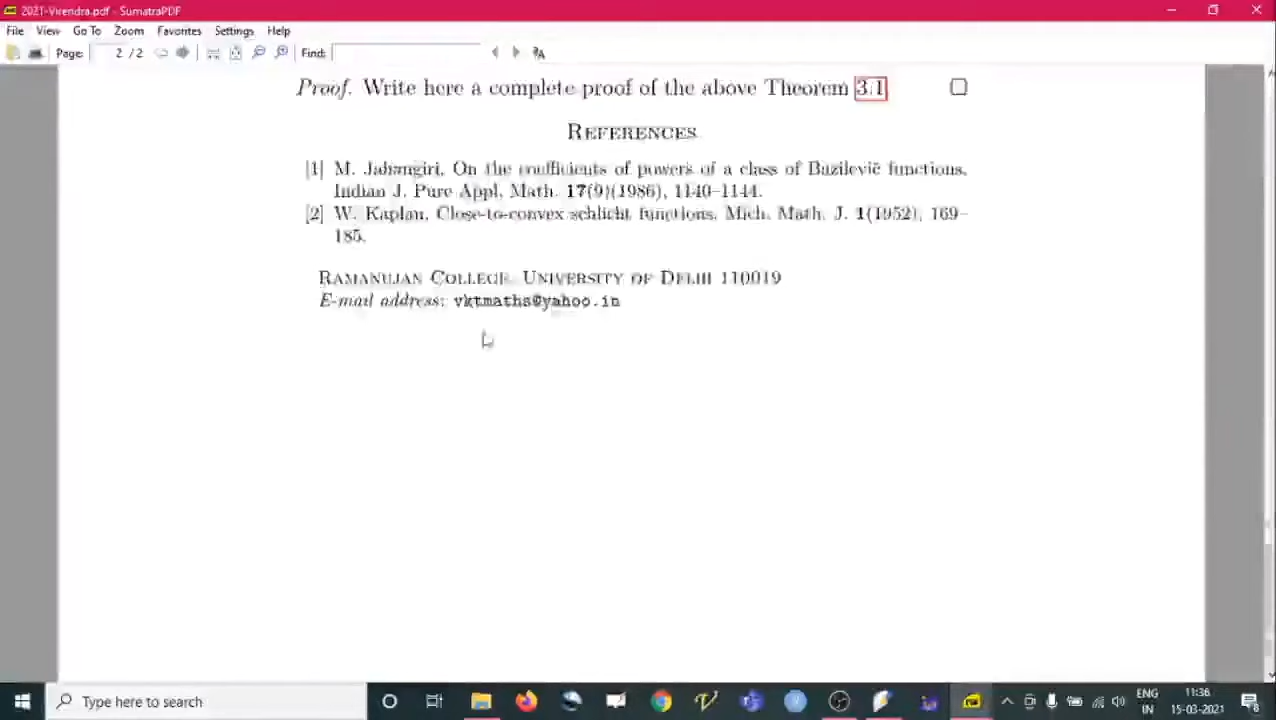 2021-Virendra.pdf - SumatraPDF
File View Go To Zoom Favorites Settings Help
Page: 2 / 2 Find:
Proof. Write here a complete proof of the above Theorem 3.1
References
[1] M. Jahangiri, On the coefficients of powers of a class of Bazilevič functions,
Indian J. Pure Appl. Math. 17(9)(1986), 1140–1144.
[2] W. Kaplan, Close-to-convex schlicht functions, Mich. Math. J. 1(1952), 169–
185.
Ramanujan College, University of Delhi 110019
E-mail address: vktmaths@yahoo.in
Type here to search
ENG 11:36
IN 15-03-2021 8